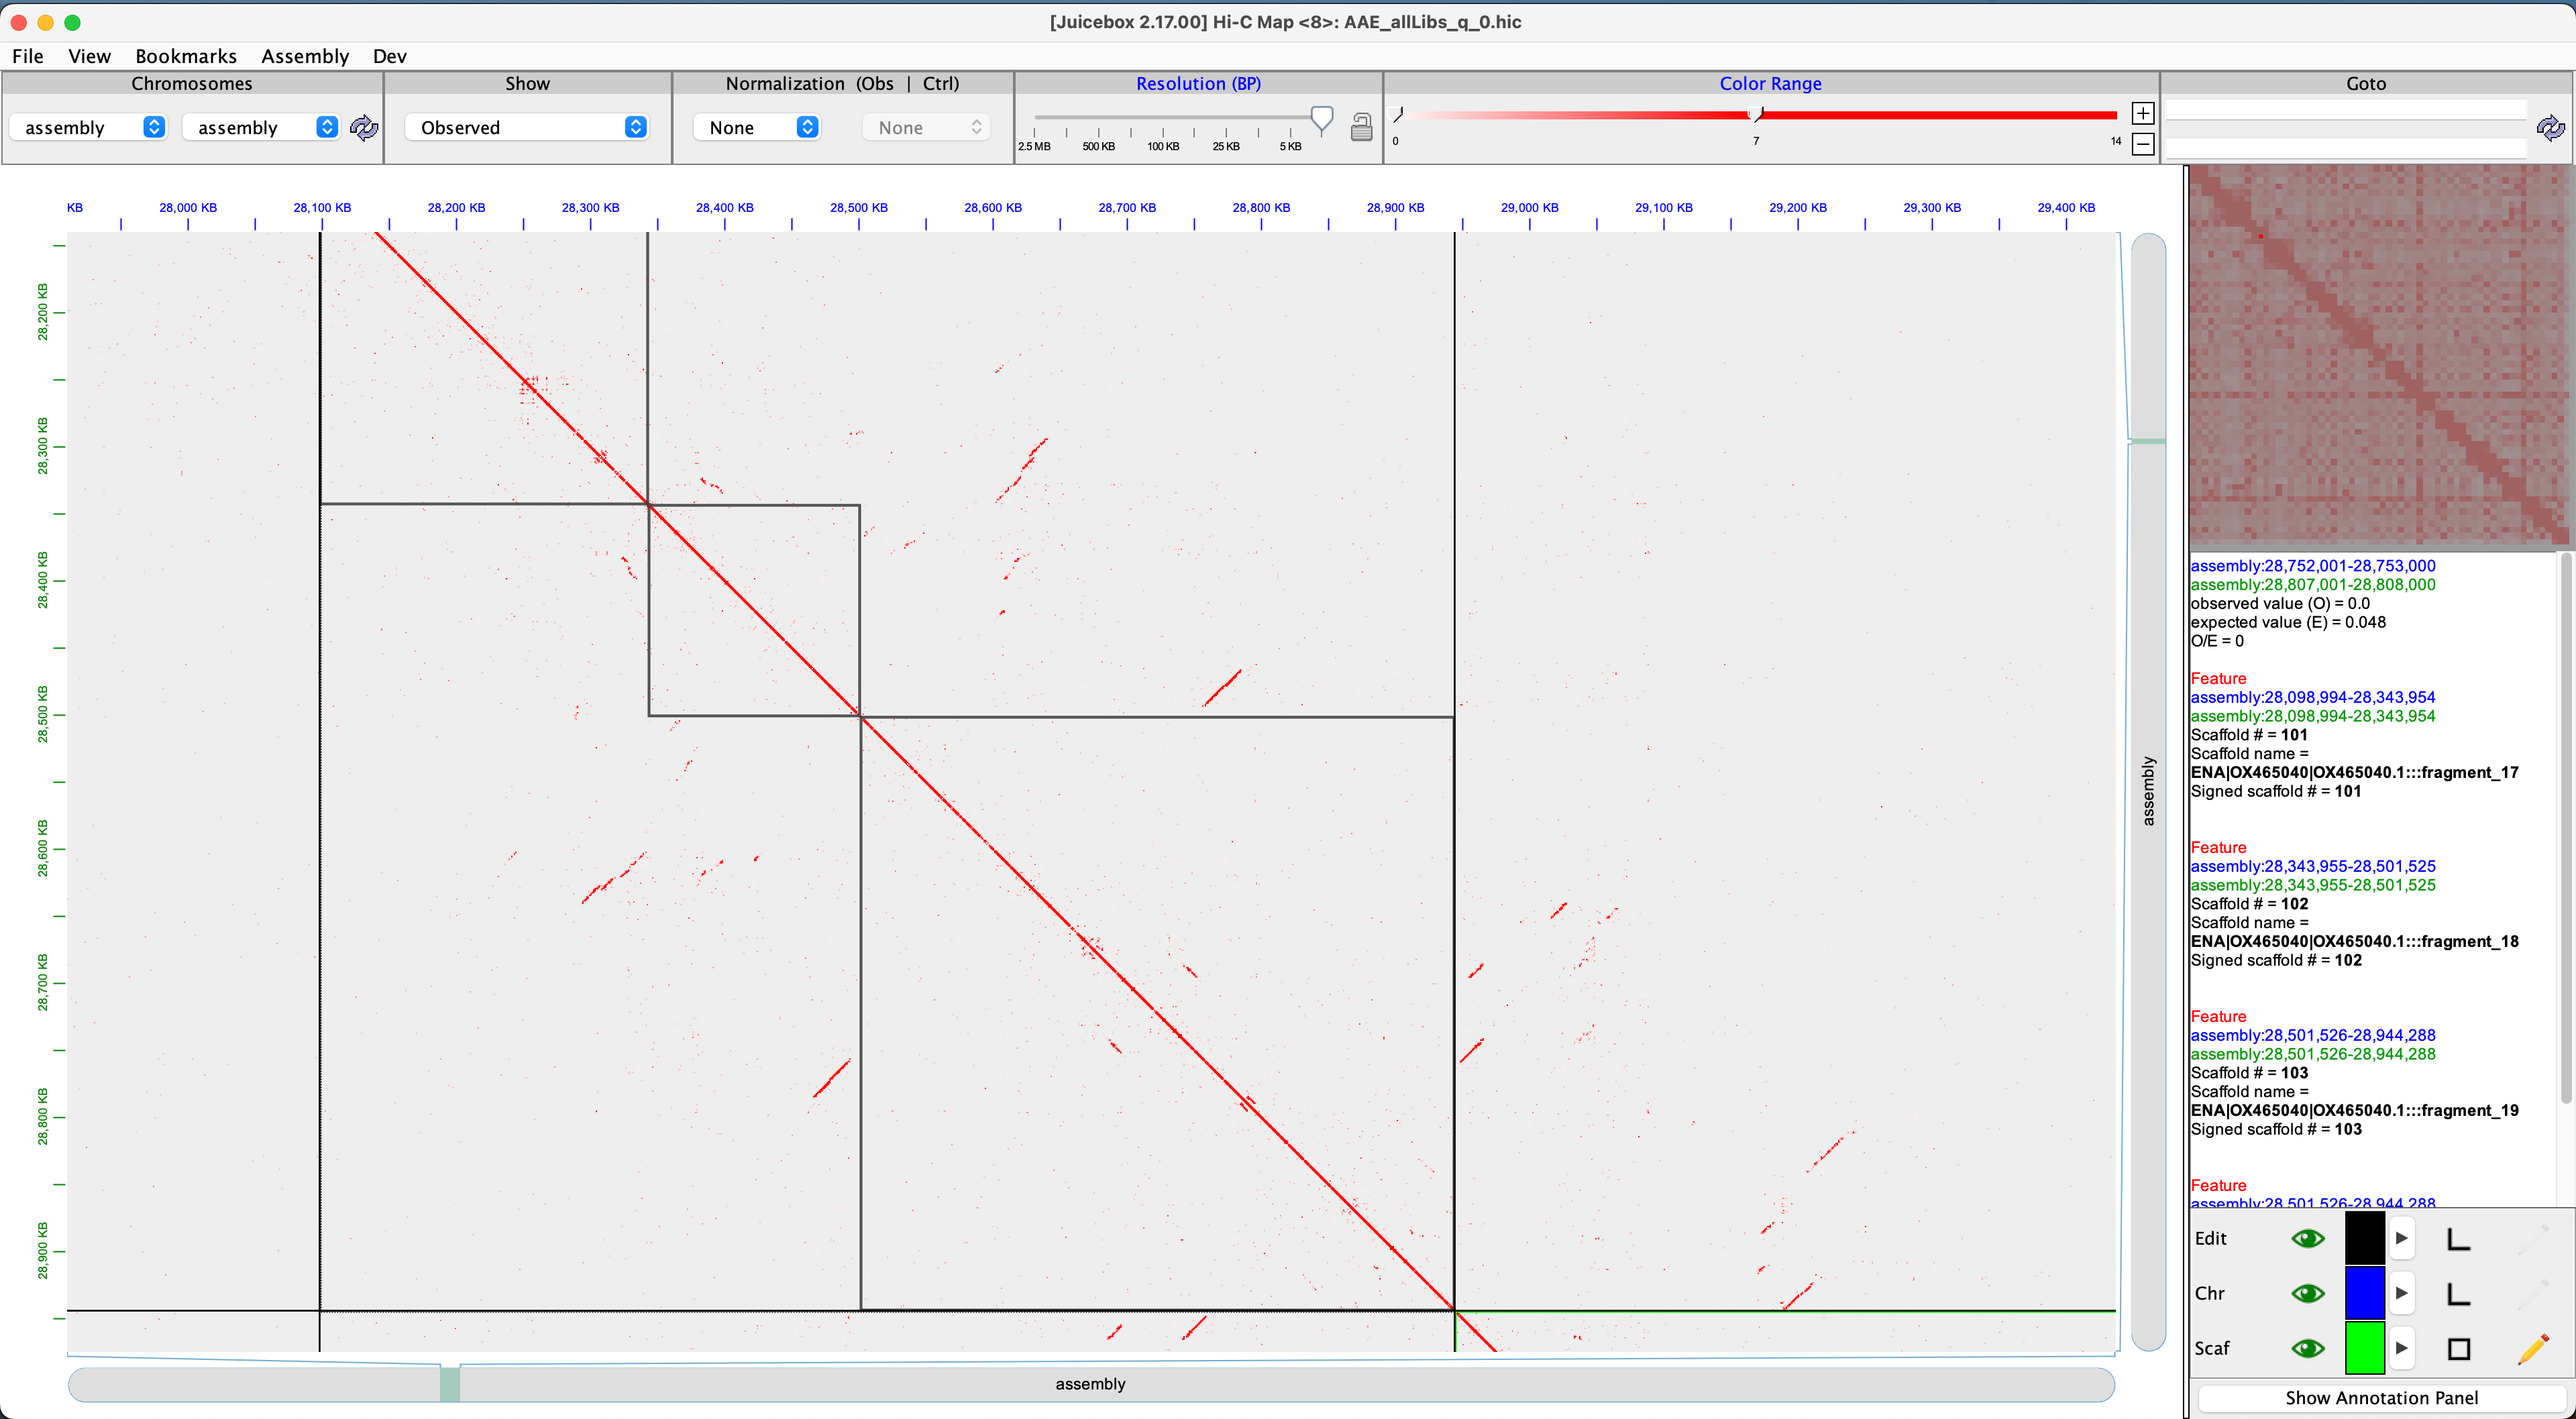 [Juicebox 2.17.00] Hi-C Map <8>: AAE_allLibs_q_0.hic
File View Bookmarks Assembly Dev
Chromosomes Show Normalization (Obs | Ctrl) Resolution (BP) Color Range Goto
assembly assembly Observed None None
2.5 MB 500 KB 100 KB 25 KB 5 KB
0 7 14
KB 28,000 KB 28,100 KB 28,200 KB 28,300 KB 28,400 KB 28,500 KB 28,600 KB 28,700 KB 28,800 KB 28,900 KB 29,000 KB 29,100 KB 29,200 KB 29,300 KB 29,400 KB
28,200 KB
28,300 KB
28,400 KB
28,500 KB
28,600 KB
28,700 KB
28,800 KB
28,900 KB
assembly
assembly
assembly:28,752,001-28,753,000
assembly:28,807,001-28,808,000
observed value (O) = 0.0
expected value (E) = 0.048
O/E = 0
Feature
assembly:28,098,994-28,343,954
assembly:28,098,994-28,343,954
Scaffold # = 101
Scaffold name =
ENA|OX465040|OX465040.1:::fragment_17
Signed scaffold # = 101
Feature
assembly:28,343,955-28,501,525
assembly:28,343,955-28,501,525
Scaffold # = 102
Scaffold name =
ENA|OX465040|OX465040.1:::fragment_18
Signed scaffold # = 102
Feature
assembly:28,501,526-28,944,288
assembly:28,501,526-28,944,288
Scaffold # = 103
Scaffold name =
ENA|OX465040|OX465040.1:::fragment_19
Signed scaffold # = 103
Feature
assembly:28,501,526-28,944,288
Edit
Chr
Scaf
Show Annotation Panel